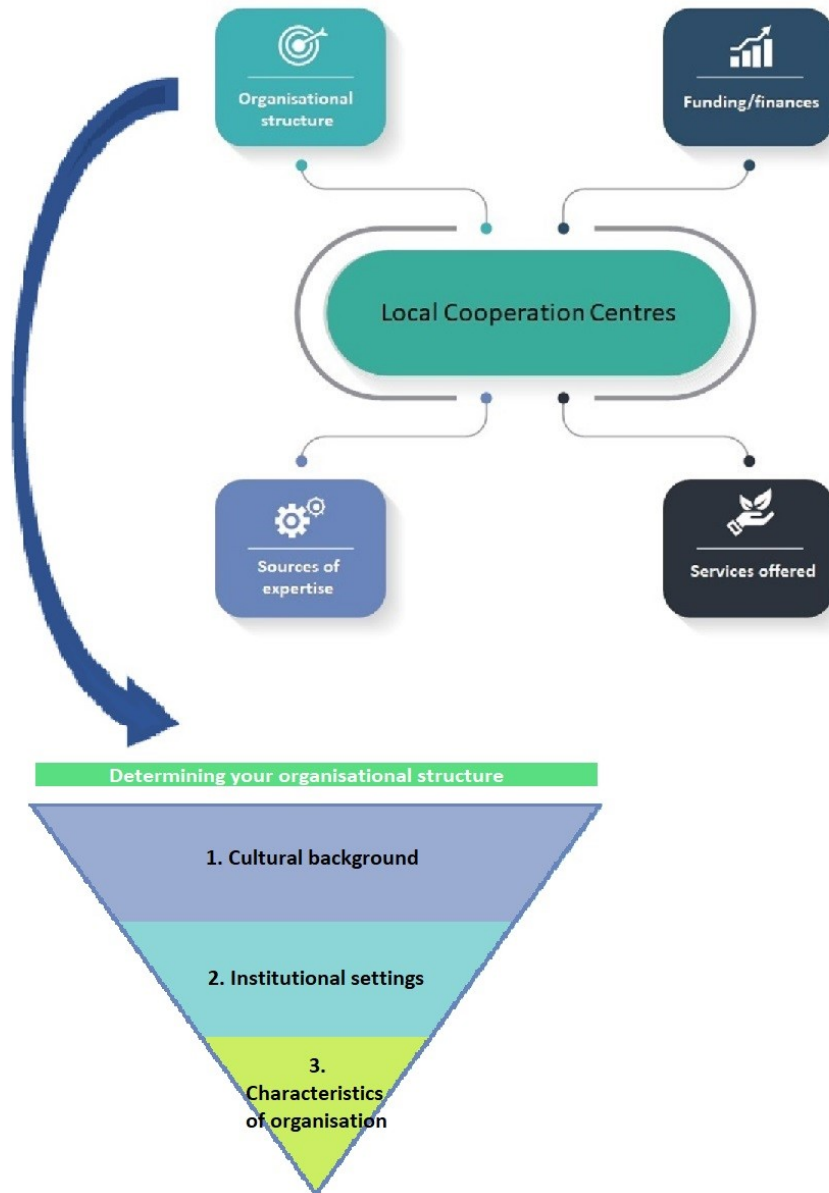 Organisational
structure
Funding/finances
Local Cooperation Centres
Sources of
expertise
Services offered
Determining your organisational structure
1. Cultural background
2. Institutional settings
3.
Characteristics
of organisation